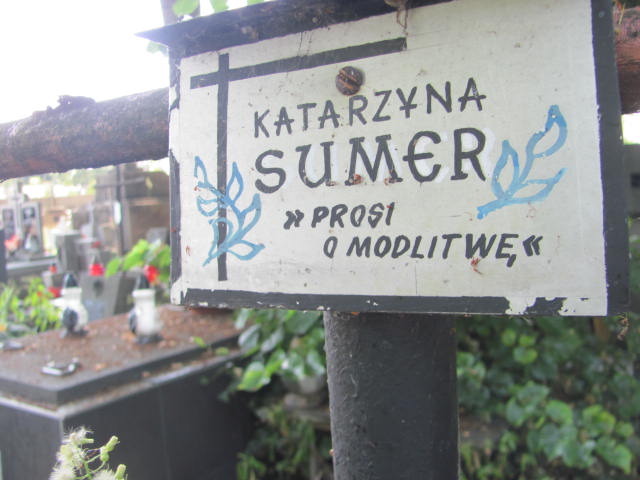 KATARZYNA
SUMER
»PROSI
O MODLITWĘ«